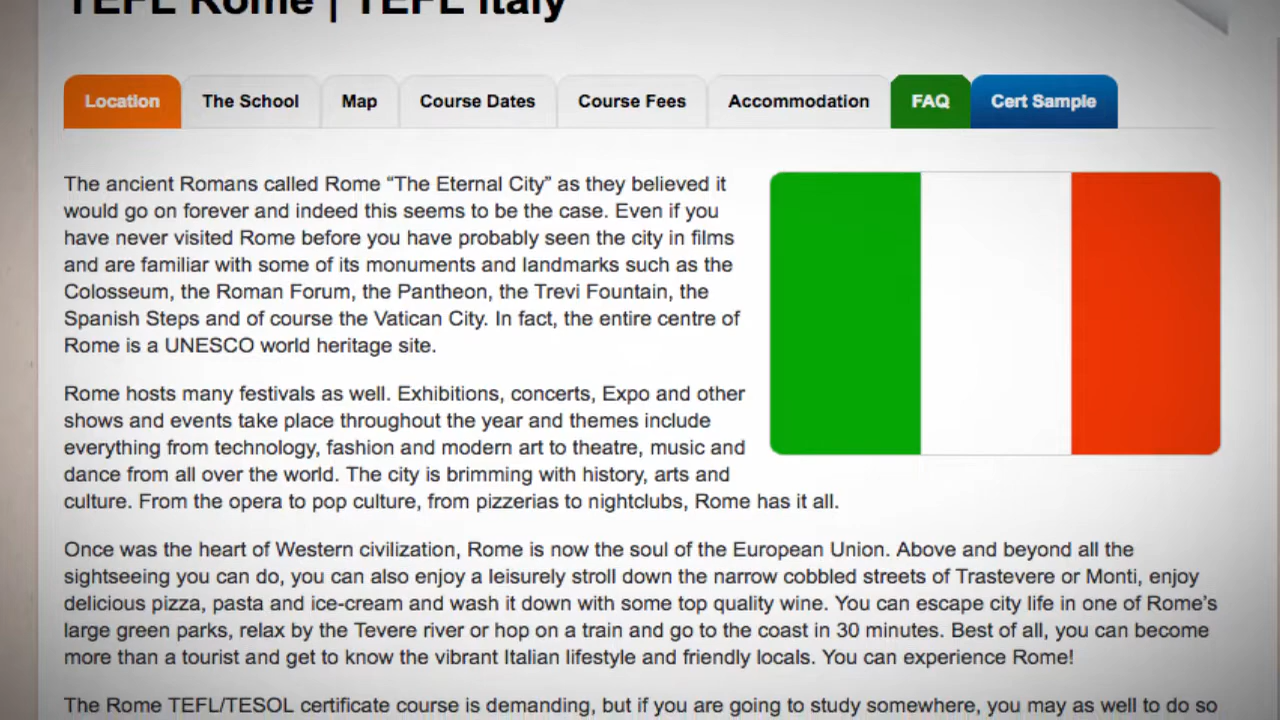 TEFL Rome | TEFL Italy
Location The School Map Course Dates Course Fees Accommodation FAQ Cert Sample
The ancient Romans called Rome “The Eternal City” as they believed it
would go on forever and indeed this seems to be the case. Even if you
have never visited Rome before you have probably seen the city in films
and are familiar with some of its monuments and landmarks such as the
Colosseum, the Roman Forum, the Pantheon, the Trevi Fountain, the
Spanish Steps and of course the Vatican City. In fact, the entire centre of
Rome is a UNESCO world heritage site.
Rome hosts many festivals as well. Exhibitions, concerts, Expo and other
shows and events take place throughout the year and themes include
everything from technology, fashion and modern art to theatre, music and
dance from all over the world. The city is brimming with history, arts and
culture. From the opera to pop culture, from pizzerias to nightclubs, Rome has it all.
Once was the heart of Western civilization, Rome is now the soul of the European Union. Above and beyond all the
sightseeing you can do, you can also enjoy a leisurely stroll down the narrow cobbled streets of Trastevere or Monti, enjoy
delicious pizza, pasta and ice-cream and wash it down with some top quality wine. You can escape city life in one of Rome’s
large green parks, relax by the Tevere river or hop on a train and go to the coast in 30 minutes. Best of all, you can become
more than a tourist and get to know the vibrant Italian lifestyle and friendly locals. You can experience Rome!
The Rome TEFL/TESOL certificate course is demanding, but if you are going to study somewhere, you may as well to do so